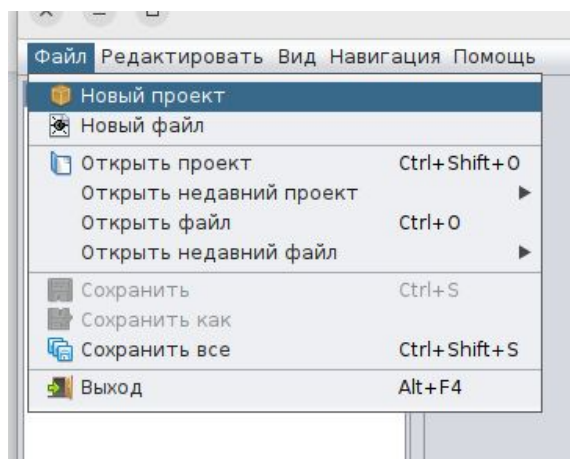 Файл Редактировать Вид Навигация Помощь
Новый проект
Новый файл
Открыть проект Ctrl+Shift+O
Открыть недавний проект
Открыть файл Ctrl+O
Открыть недавний файл
Сохранить Ctrl+S
Сохранить как
Сохранить все Ctrl+Shift+S
Выход Alt+F4